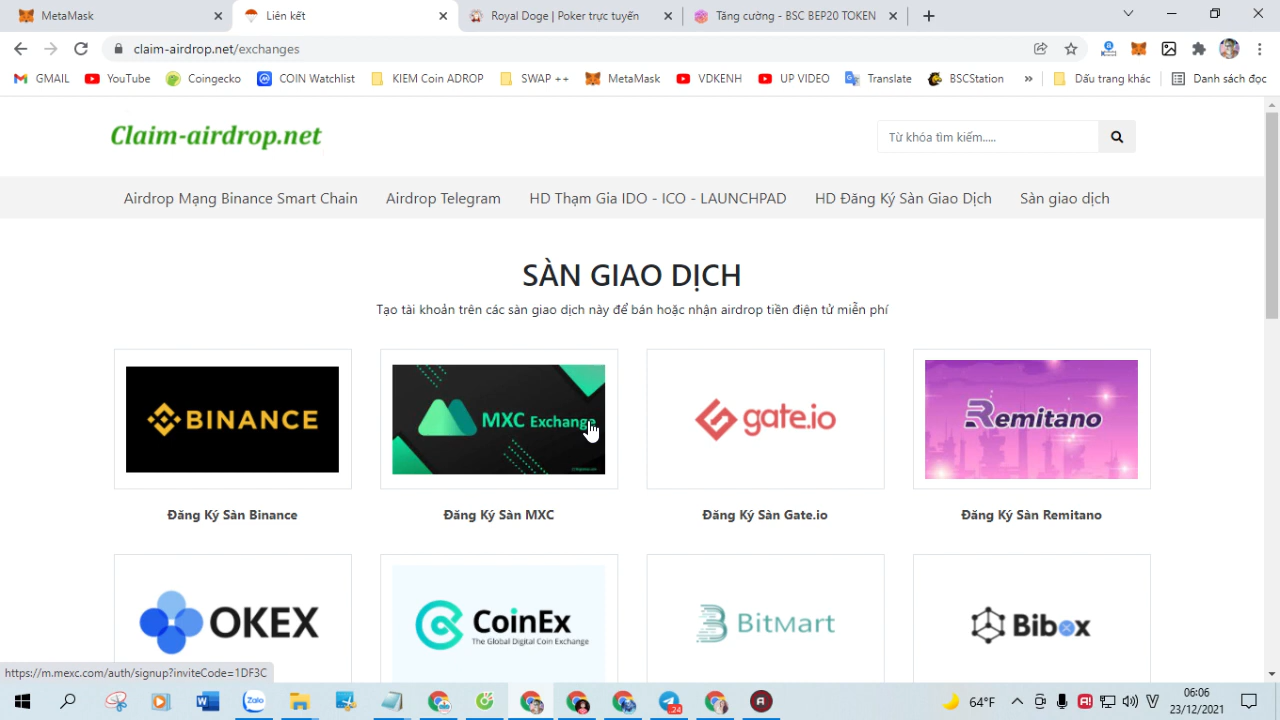 MetaMask
Liên kết
Royal Doge | Poker trực tuyến
Tăng cường - BSC BEP20 TOKEN
claim-airdrop.net/exchanges
GMAIL
YouTube
Coingecko
COIN Watchlist
KIEM Coin ADROP
SWAP ++
MetaMask
VDKENH
UP VIDEO
Translate
BSCStation
»
Dấu trang khác
Danh sách đọc
Claim-airdrop.net
Từ khóa tìm kiếm.....
Airdrop Mạng Binance Smart Chain
Airdrop Telegram
HD Thạm Gia IDO - ICO - LAUNCHPAD
HD Đăng Ký Sàn Giao Dịch
Sàn giao dịch
SÀN GIAO DỊCH
Tạo tài khoản trên các sàn giao dịch này để bán hoặc nhận airdrop tiền điện tử miễn phí
BINANCE
MXC Exchange
gate.io
Remitano
Đăng Ký Sàn Binance
Đăng Ký Sàn MXC
Đăng Ký Sàn Gate.io
Đăng Ký Sàn Remitano
OKEX
CoinEx
The Global Digital Coin Exchange
BitMart
Bibox
https://m.mexc.com/auth/signup?inviteCode=1DF3C
Zalo
24
64°F
06:06
23/12/2021